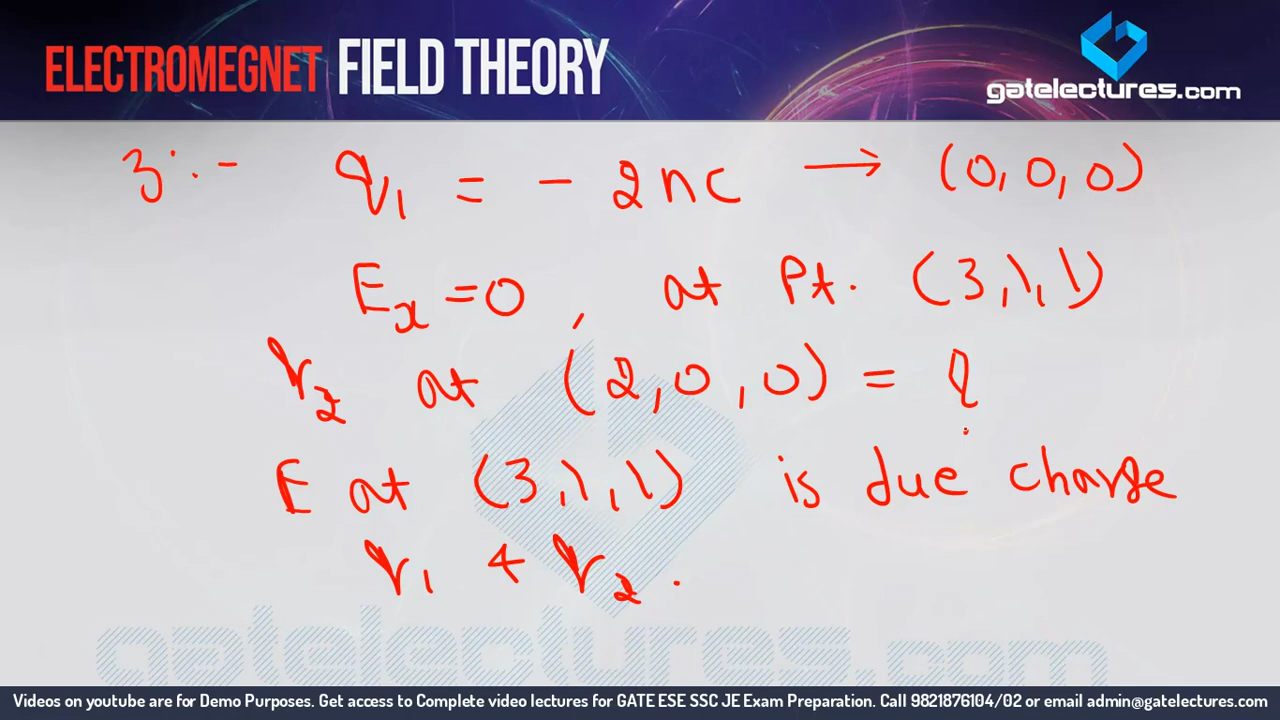 ELECTROMEGNET FIELD THEORY
gatelectures.com
3:- q1 = - 2nc → (0,0,0)
Ex = 0, at Pt. (3,1,1)
q2 at (2,0,0) = ?
E at (3,1,1) is due charge
q1 & q2.
gatelectures.com
Videos on youtube are for Demo Purposes. Get access to Complete video lectures for GATE ESE SSC JE Exam Preparation. Call 9821876104/02 or email admin@gatelectures.com